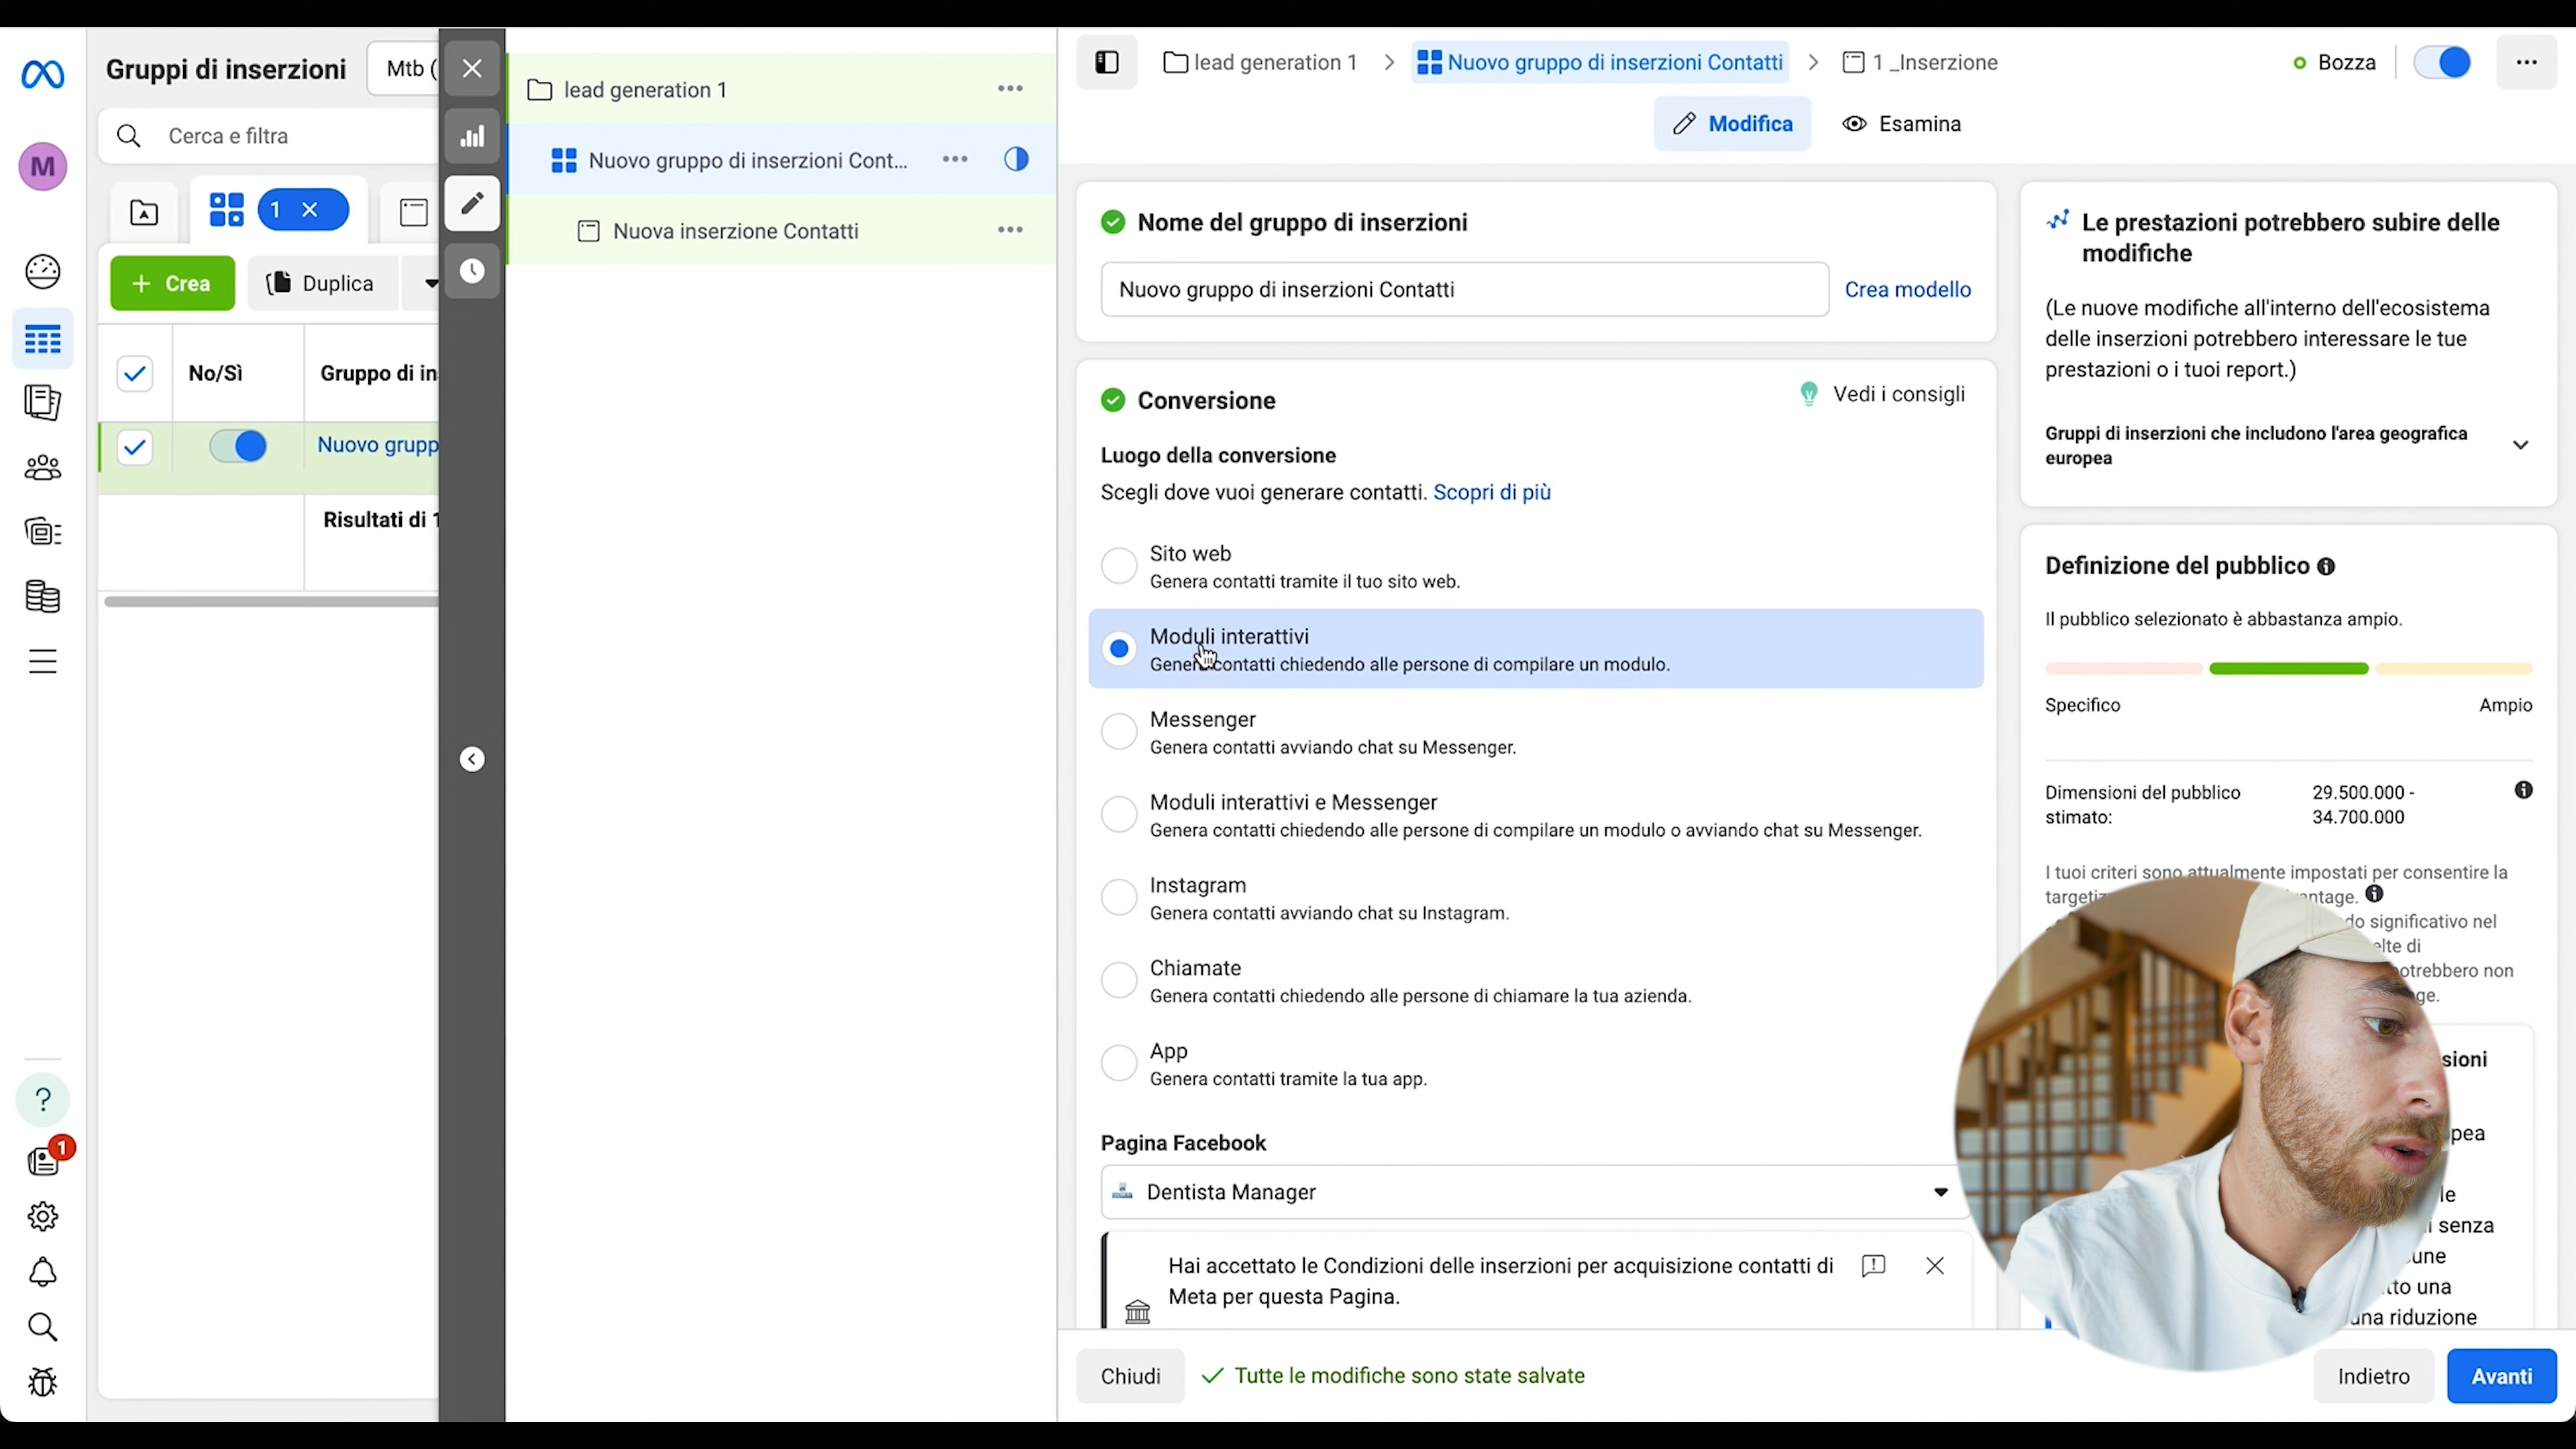 Gruppi di inserzioni
Mtb (
Cerca e filtra
M
1
Crea
Duplica
No/Sì
Gruppo di in
Nuovo grupp
Risultati di 1
?
1
lead generation 1
Nuovo gruppo di inserzioni Cont...
Nuova inserzione Contatti
lead generation 1
Nuovo gruppo di inserzioni Contatti
1 _Inserzione
Bozza
Modifica
Esamina
Nome del gruppo di inserzioni
Nuovo gruppo di inserzioni Contatti
Crea modello
Conversione
Vedi i consigli
Luogo della conversione
Scegli dove vuoi generare contatti. Scopri di più
Sito web
Genera contatti tramite il tuo sito web.
Moduli interattivi
Genera contatti chiedendo alle persone di compilare un modulo.
Messenger
Genera contatti avviando chat su Messenger.
Moduli interattivi e Messenger
Genera contatti chiedendo alle persone di compilare un modulo o avviando chat su Messenger.
Instagram
Genera contatti avviando chat su Instagram.
Chiamate
Genera contatti chiedendo alle persone di chiamare la tua azienda.
App
Genera contatti tramite la tua app.
Pagina Facebook
Dentista Manager
Hai accettato le Condizioni delle inserzioni per acquisizione contatti di
Meta per questa Pagina.
Chiudi
Tutte le modifiche sono state salvate
Indietro
Avanti
Le prestazioni potrebbero subire delle
modifiche
(Le nuove modifiche all'interno dell'ecosistema
delle inserzioni potrebbero interessare le tue
prestazioni o i tuoi report.)
Gruppi di inserzioni che includono l'area geografica
europea
Definizione del pubblico
Il pubblico selezionato è abbastanza ampio.
Specifico
Ampio
Dimensioni del pubblico
stimato:
29.500.000 -
34.700.000
I tuoi criteri sono attualmente impostati per consentire la
significativo nel
potrebbero non
senza
una
una riduzione